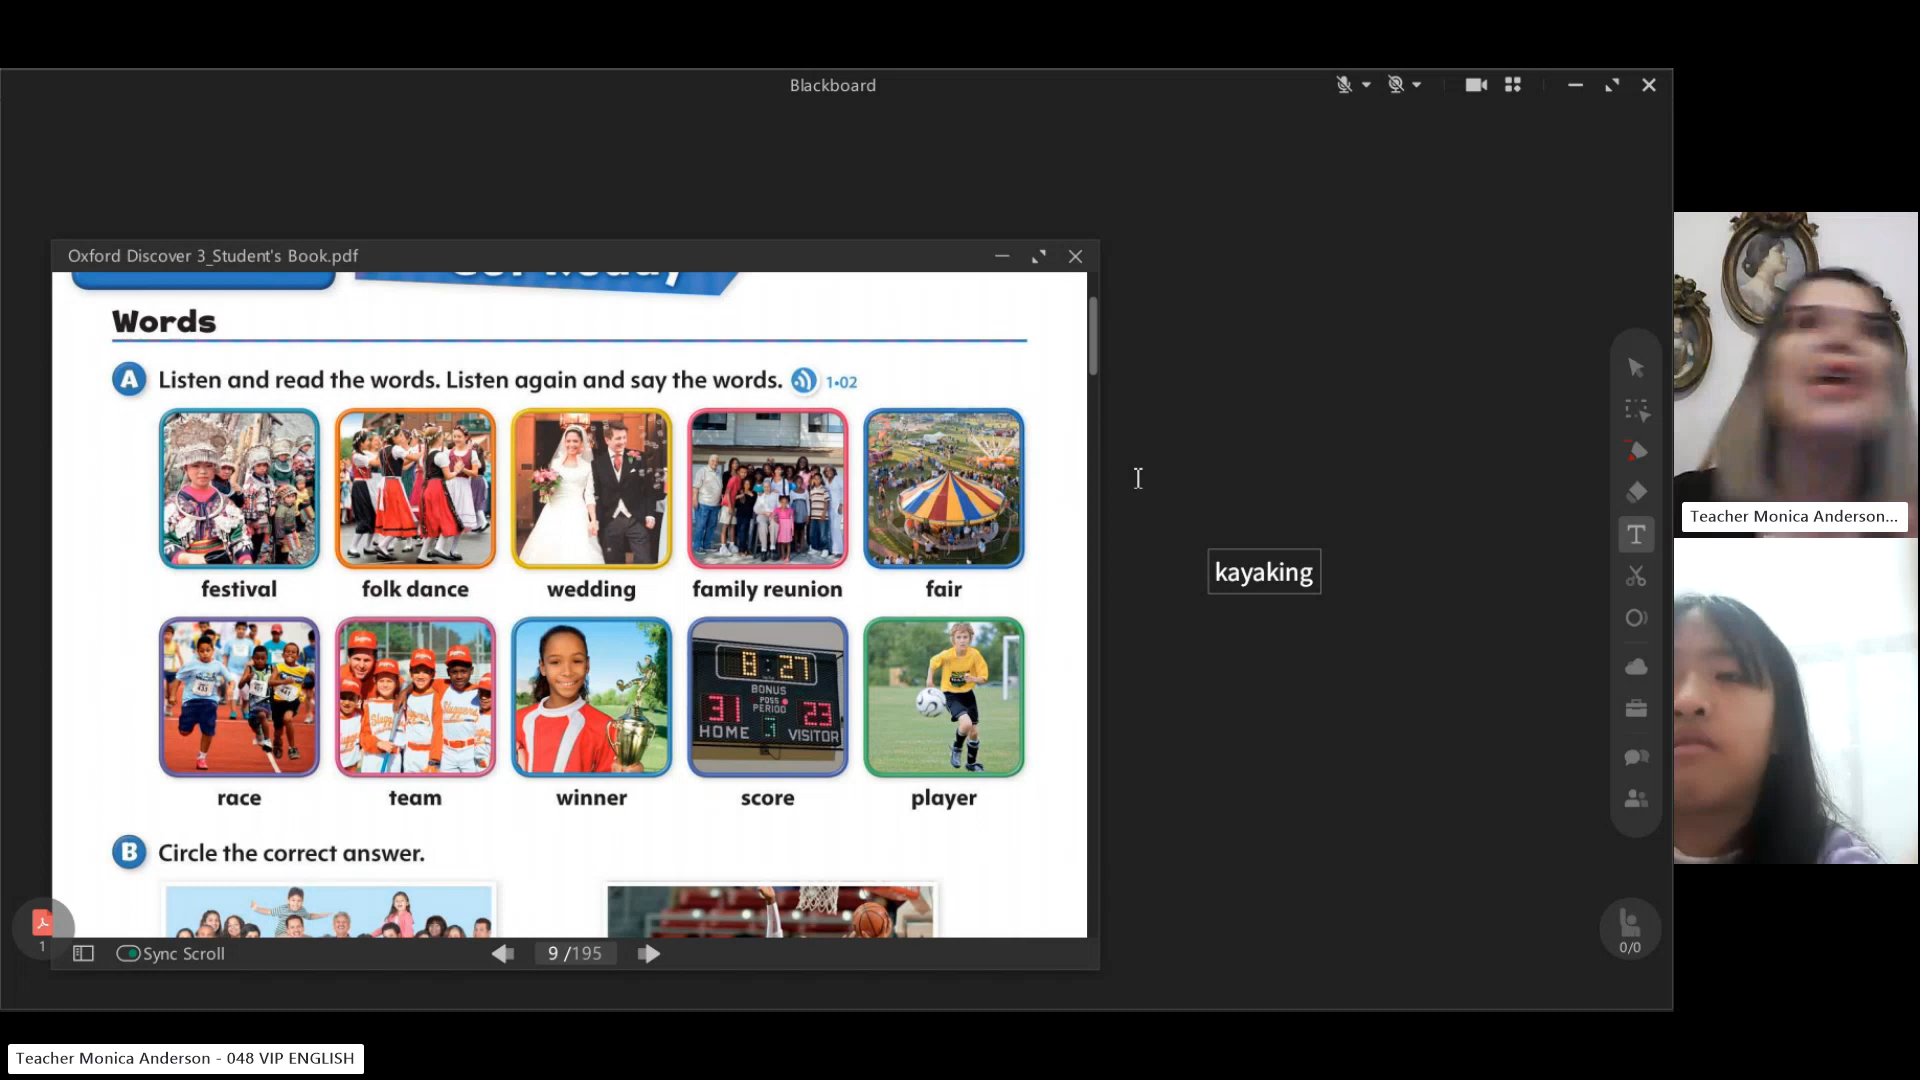 Blackboard
Oxford Discover 3_Student's Book.pdf
Words
A Listen and read the words. Listen again and say the words. 1•02
festival folk dance wedding family reunion fair
8:27
BONUS
POSS
PERIOD
31 23
HOME VISITOR
race team winner score player
B Circle the correct answer.
1
Sync Scroll
9 /195
kayaking
0/0
Teacher Monica Anderson...
Teacher Monica Anderson - 048 VIP ENGLISH